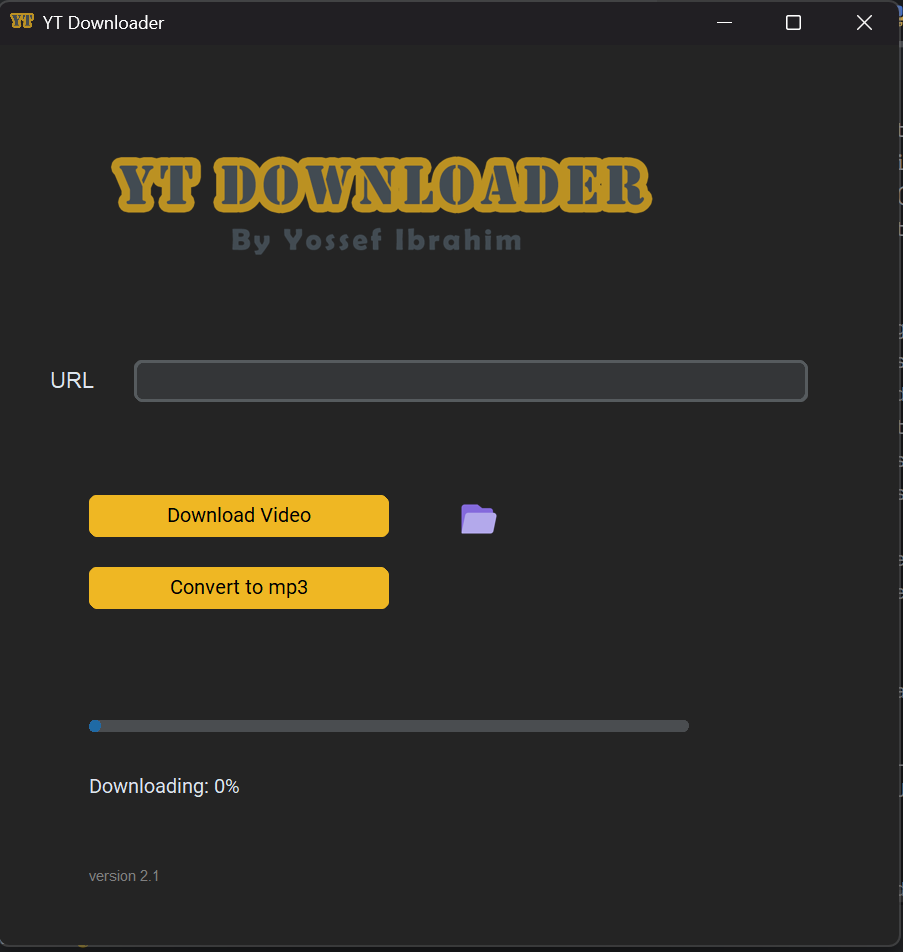 YT YT Downloader
YT DOWNLOADER
By Yossef Ibrahim
URL
Download Video
Convert to mp3
Downloading: 0%
version 2.1